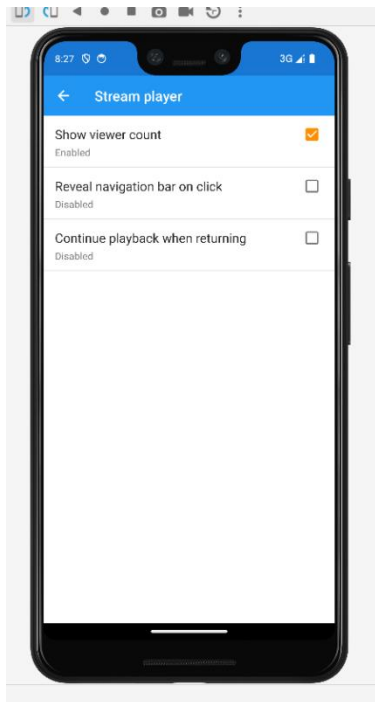 8:27
3G
Stream player
Show viewer count
Enabled
Reveal navigation bar on click
Disabled
Continue playback when returning
Disabled